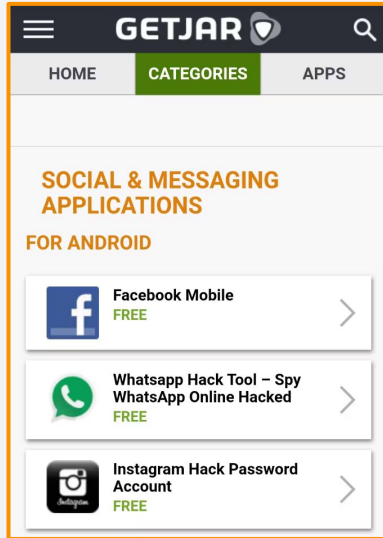 GETJAR
HOME CATEGORIES APPS
SOCIAL & MESSAGING
APPLICATIONS
FOR ANDROID
Facebook Mobile
FREE
Whatsapp Hack Tool – Spy
WhatsApp Online Hacked
FREE
Instagram Hack Password
Account
FREE